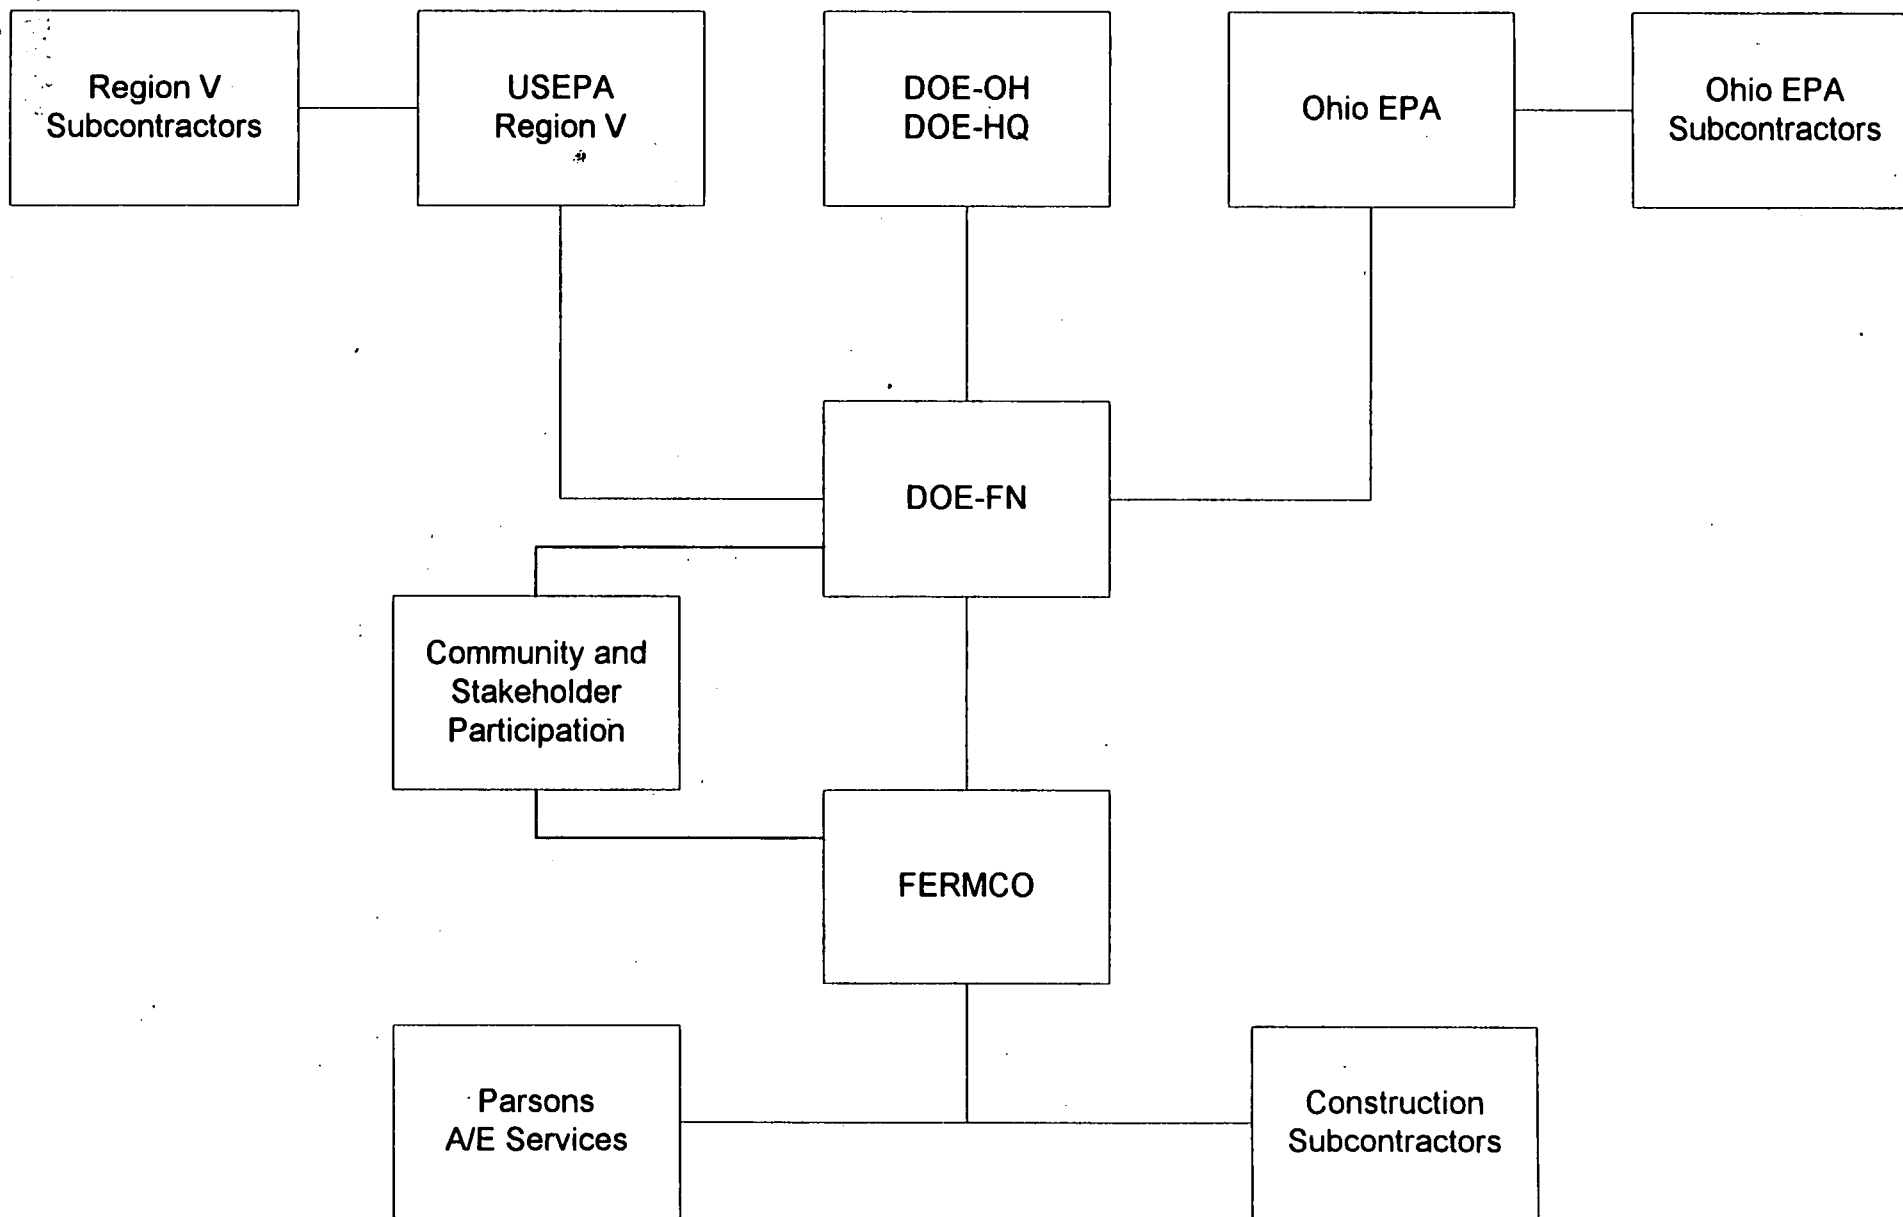 Region V
Subcontractors
USEPA
Region V
DOE-OH
DOE-HQ
Ohio EPA
Ohio EPA
Subcontractors
DOE-FN
Community and
Stakeholder
Participation
FERMCO
Parsons
A/E Services
Construction
Subcontractors